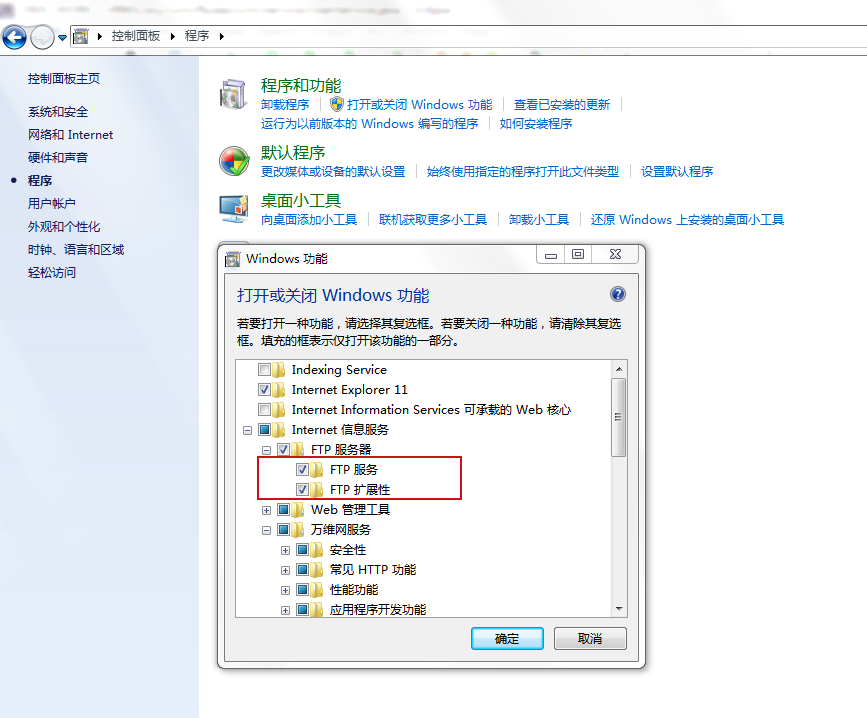 控制面板 程序
控制面板主页
系统和安全
网络和 Internet
硬件和声音
程序
用户帐户
外观和个性化
时钟、语言和区域
轻松访问
程序和功能
卸载程序 打开或关闭 Windows 功能 查看已安装的更新
运行为以前版本的 Windows 编写的程序 如何安装程序
默认程序
更改媒体或设备的默认设置 始终使用指定的程序打开此文件类型 设置默认程序
桌面小工具
向桌面添加小工具 联机获取更多小工具 卸载小工具 还原 Windows 上安装的桌面小工具
Windows 功能
打开或关闭 Windows 功能
若要打开一种功能，请选择其复选框。若要关闭一种功能，请清除其复选
框。填充的框表示仅打开该功能的一部分。
Indexing Service
Internet Explorer 11
Internet Information Services 可承载的 Web 核心
Internet 信息服务
FTP 服务器
FTP 服务
FTP 扩展性
Web 管理工具
万维网服务
安全性
常见 HTTP 功能
性能功能
应用程序开发功能
确定 取消